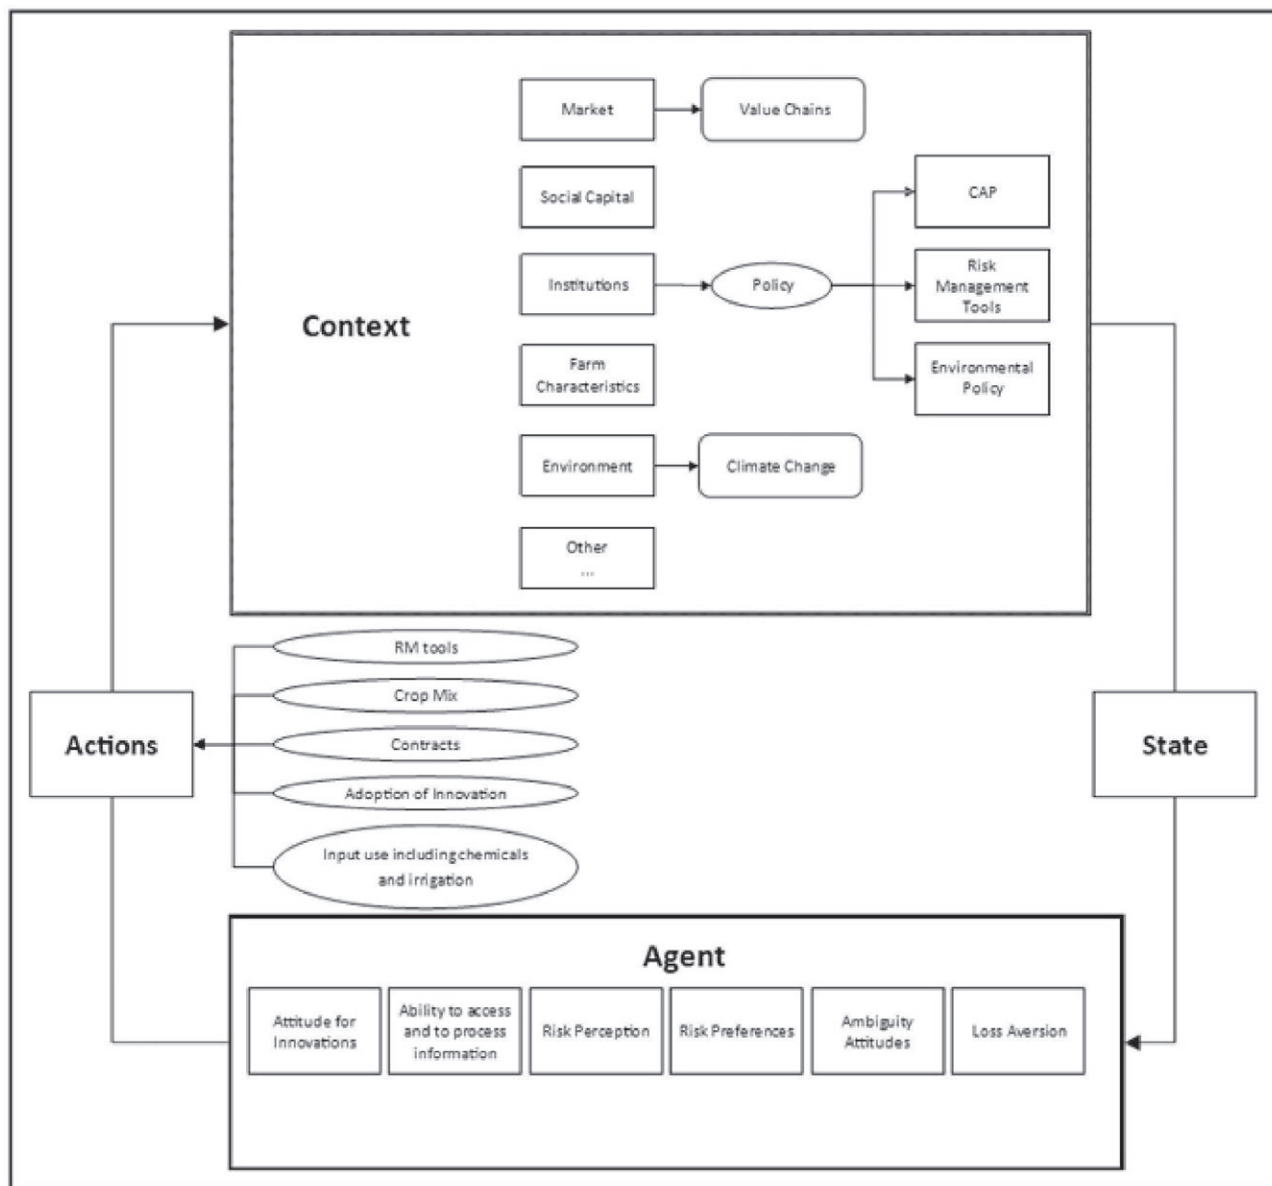 Market
Value Chains
Social Capital
CAP
Institutions
Policy
Risk
Management
Tools
Context
Farm
Characteristics
Environmental
Policy
Environment
Climate Change
Other
...
RM tools
Crop Mix
Contracts
Adoption of Innovation
Input use including chemicals
and irrigation
Actions
State
Agent
Attitude for
Innovations
Ability to access
and to process
information
Risk Perception
Risk Preferences
Ambiguity
Attitudes
Loss Aversion